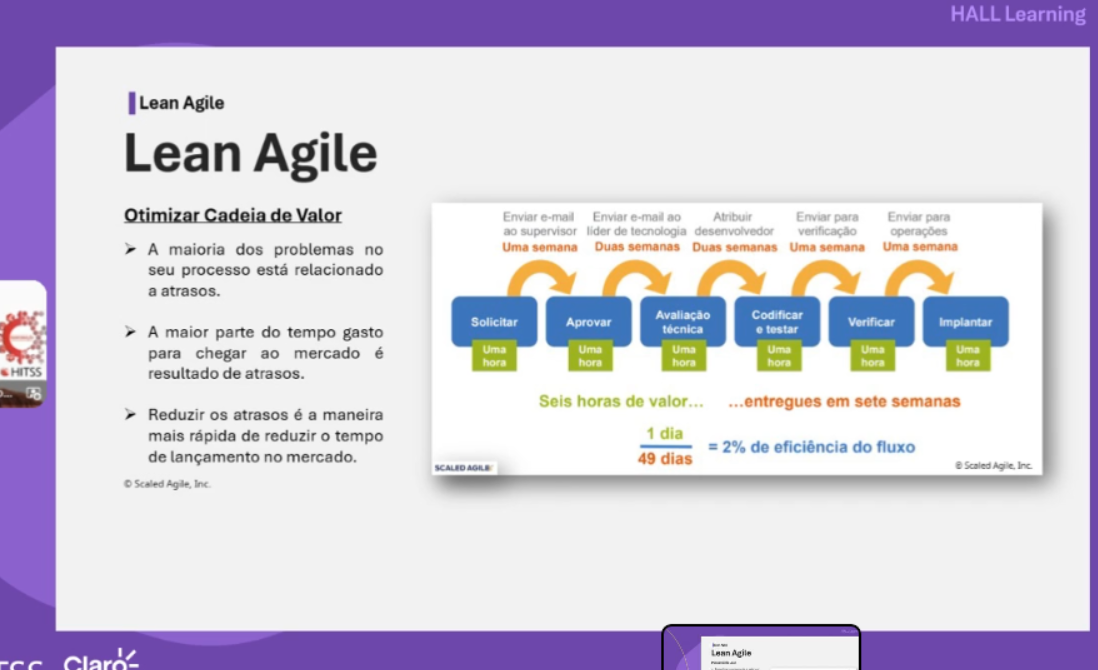 HALL Learning
Lean Agile
Lean Agile
Otimizar Cadeia de Valor
➤ A maioria dos problemas no
seu processo está relacionado
a atrasos.
➤ A maior parte do tempo gasto
para chegar ao mercado é
resultado de atrasos.
➤ Reduzir os atrasos é a maneira
mais rápida de reduzir o tempo
de lançamento no mercado.
© Scaled Agile, Inc.
Enviar e-mail
ao supervisor
Uma semana
Enviar e-mail ao
líder de tecnologia
Duas semanas
Atribuir
desenvolvedor
Duas semanas
Enviar para
verificação
Uma semana
Enviar para
operações
Uma semana
Solicitar
Uma
hora
Aprovar
Uma
hora
Avaliação
técnica
Uma
hora
Codificar
e testar
Uma
hora
Verificar
Uma
hora
Implantar
Uma
hora
Seis horas de valor... ...entregues em sete semanas
1 dia
49 dias
= 2% de eficiência do fluxo
SCALED AGILE
© Scaled Agile, Inc.
HITSS
Claro
Lean Agile